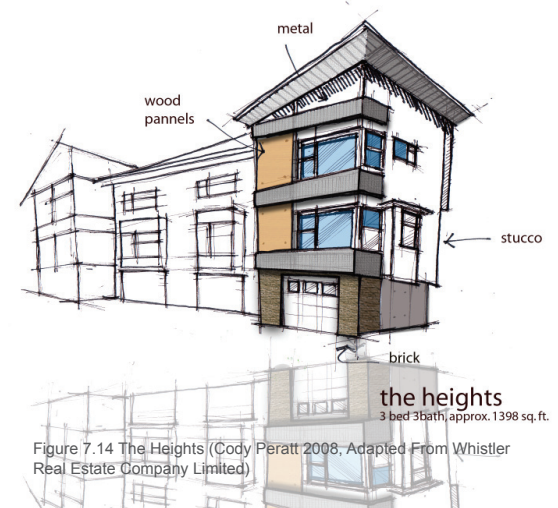 metal
wood
pannels
stucco
brick
the heights
3 bed 3bath, approx. 1398 sq. ft.
Figure 7.14 The Heights (Cody Peratt 2008, Adapted From Whistler
Real Estate Company Limited)